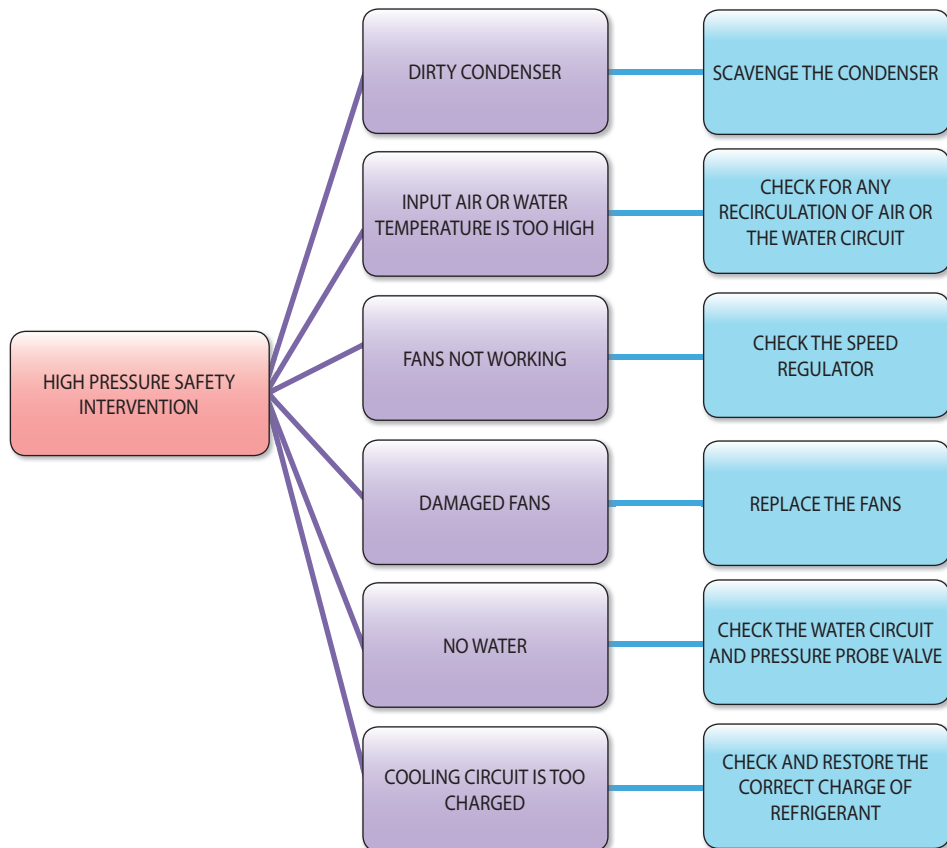 HIGH PRESSURE SAFETY
INTERVENTION
DIRTY CONDENSER
SCAVENGE THE CONDENSER
INPUT AIR OR WATER
TEMPERATURE IS TOO HIGH
CHECK FOR ANY
RECIRCULATION OF AIR OR
THE WATER CIRCUIT
FANS NOT WORKING
CHECK THE SPEED
REGULATOR
DAMAGED FANS
REPLACE THE FANS
NO WATER
CHECK THE WATER CIRCUIT
AND PRESSURE PROBE VALVE
COOLING CIRCUIT IS TOO
CHARGED
CHECK AND RESTORE THE
CORRECT CHARGE OF
REFRIGERANT